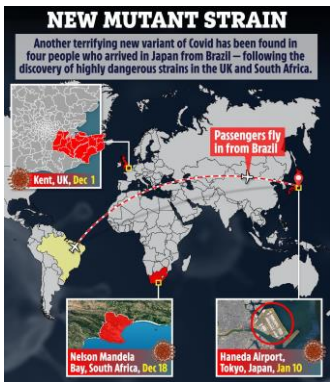 NEW MUTANT STRAIN
Another terrifying new variant of Covid has been found in
four people who arrived in Japan from Brazil — following the
discovery of highly dangerous strains in the UK and South Africa.
Passengers fly
in from Brazil
Kent, UK, Dec 1
Nelson Mandela
Bay, South Africa, Dec 18
Haneda Airport,
Tokyo, Japan, Jan 10